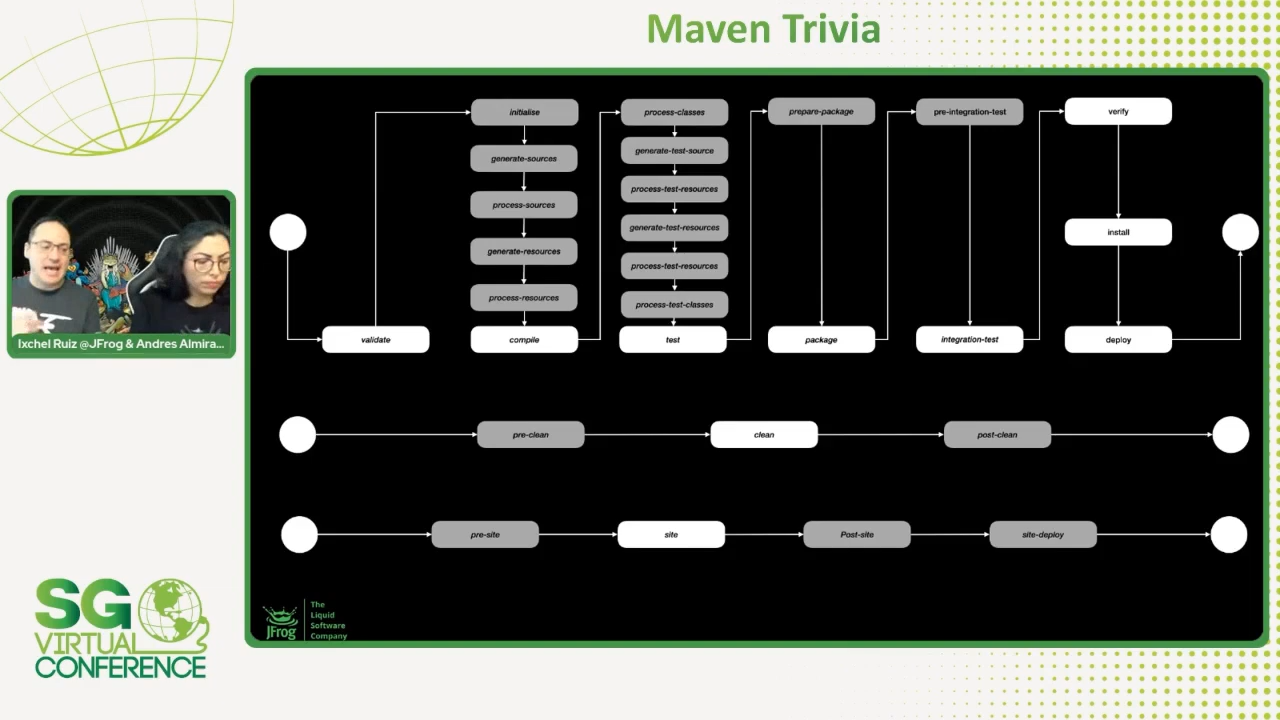 Maven Trivia
initialise
generate-sources
process-sources
generate-resources
process-resources
validate
compile
process-classes
generate-test-source
process-test-resources
generate-test-resources
process-test-resources
process-test-classes
test
prepare-package
package
pre-integration-test
integration-test
verify
install
deploy
pre-clean
clean
post-clean
pre-site
site
Post-site
site-deploy
Ixchel Ruiz @JFrog & Andres Almira...
JFrog
The
Liquid
Software
Company
SG
VIRTUAL
CONFERENCE